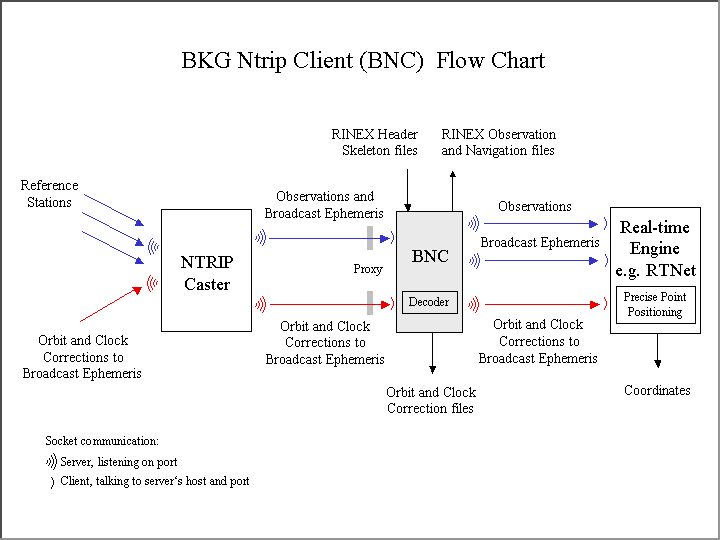 BKG Ntrip Client (BNC)  Flow Chart
RINEX Header
Skeleton files
RINEX Observation
and Navigation files
Reference
Stations
Observations and
Broadcast Ephemeris
Observations
Broadcast Ephemeris
NTRIP
Caster
Proxy
BNC
Decoder
Real-time
Engine
e.g. RTNet
Precise Point
Positioning
Orbit and Clock
Corrections to
Broadcast Ephemeris
Orbit and Clock
Corrections to
Broadcast Ephemeris
Orbit and Clock
Corrections to
Broadcast Ephemeris
Orbit and Clock
Correction files
Coordinates
Socket communication:
Server, listening on port
Client, talking to server‘s host and port